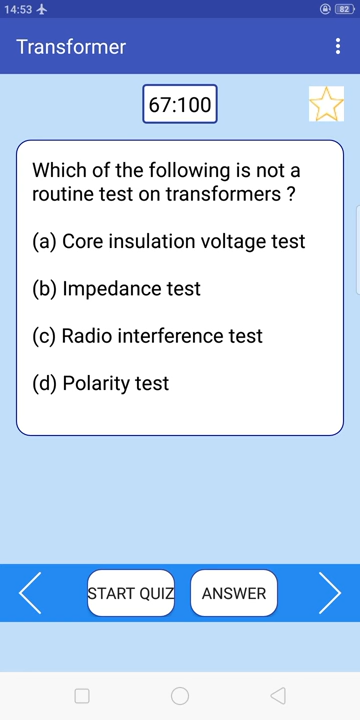 14:53
82
Transformer
67:100
Which of the following is not a
routine test on transformers ?
(a) Core insulation voltage test
(b) Impedance test
(c) Radio interference test
(d) Polarity test
START QUIZ
ANSWER